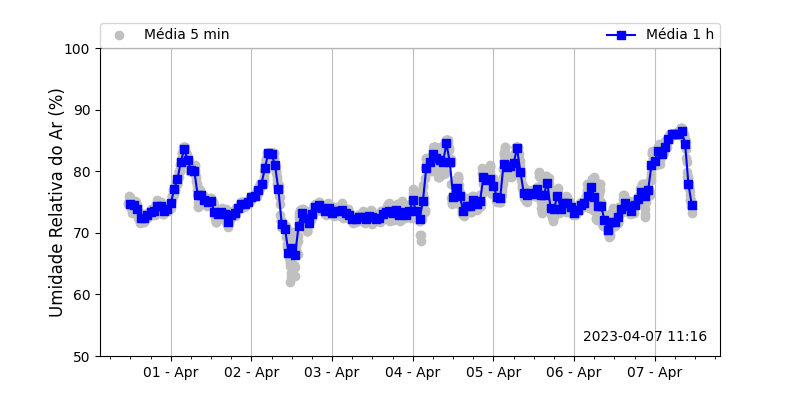 Média 5 min
Média 1 h
100
90
80
70
60
50
Umidade Relativa do Ar (%)
2023-04-07 11:16
01 - Apr
02 - Apr
03 - Apr
04 - Apr
05 - Apr
06 - Apr
07 - Apr